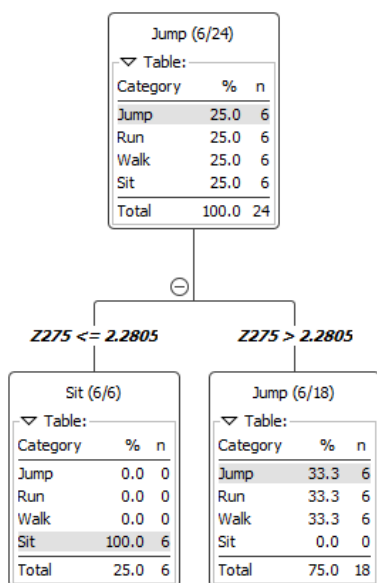 Jump (6/24)
▽ Table:
Category % n
Jump 25.0 6
Run 25.0 6
Walk 25.0 6
Sit 25.0 6
Total 100.0 24
Z275 <= 2.2805 Z275 > 2.2805
Sit (6/6)
▽ Table:
Category % n
Jump 0.0 0
Run 0.0 0
Walk 0.0 0
Sit 100.0 6
Total 25.0 6
Jump (6/18)
▽ Table:
Category % n
Jump 33.3 6
Run 33.3 6
Walk 33.3 6
Sit 0.0 0
Total 75.0 18